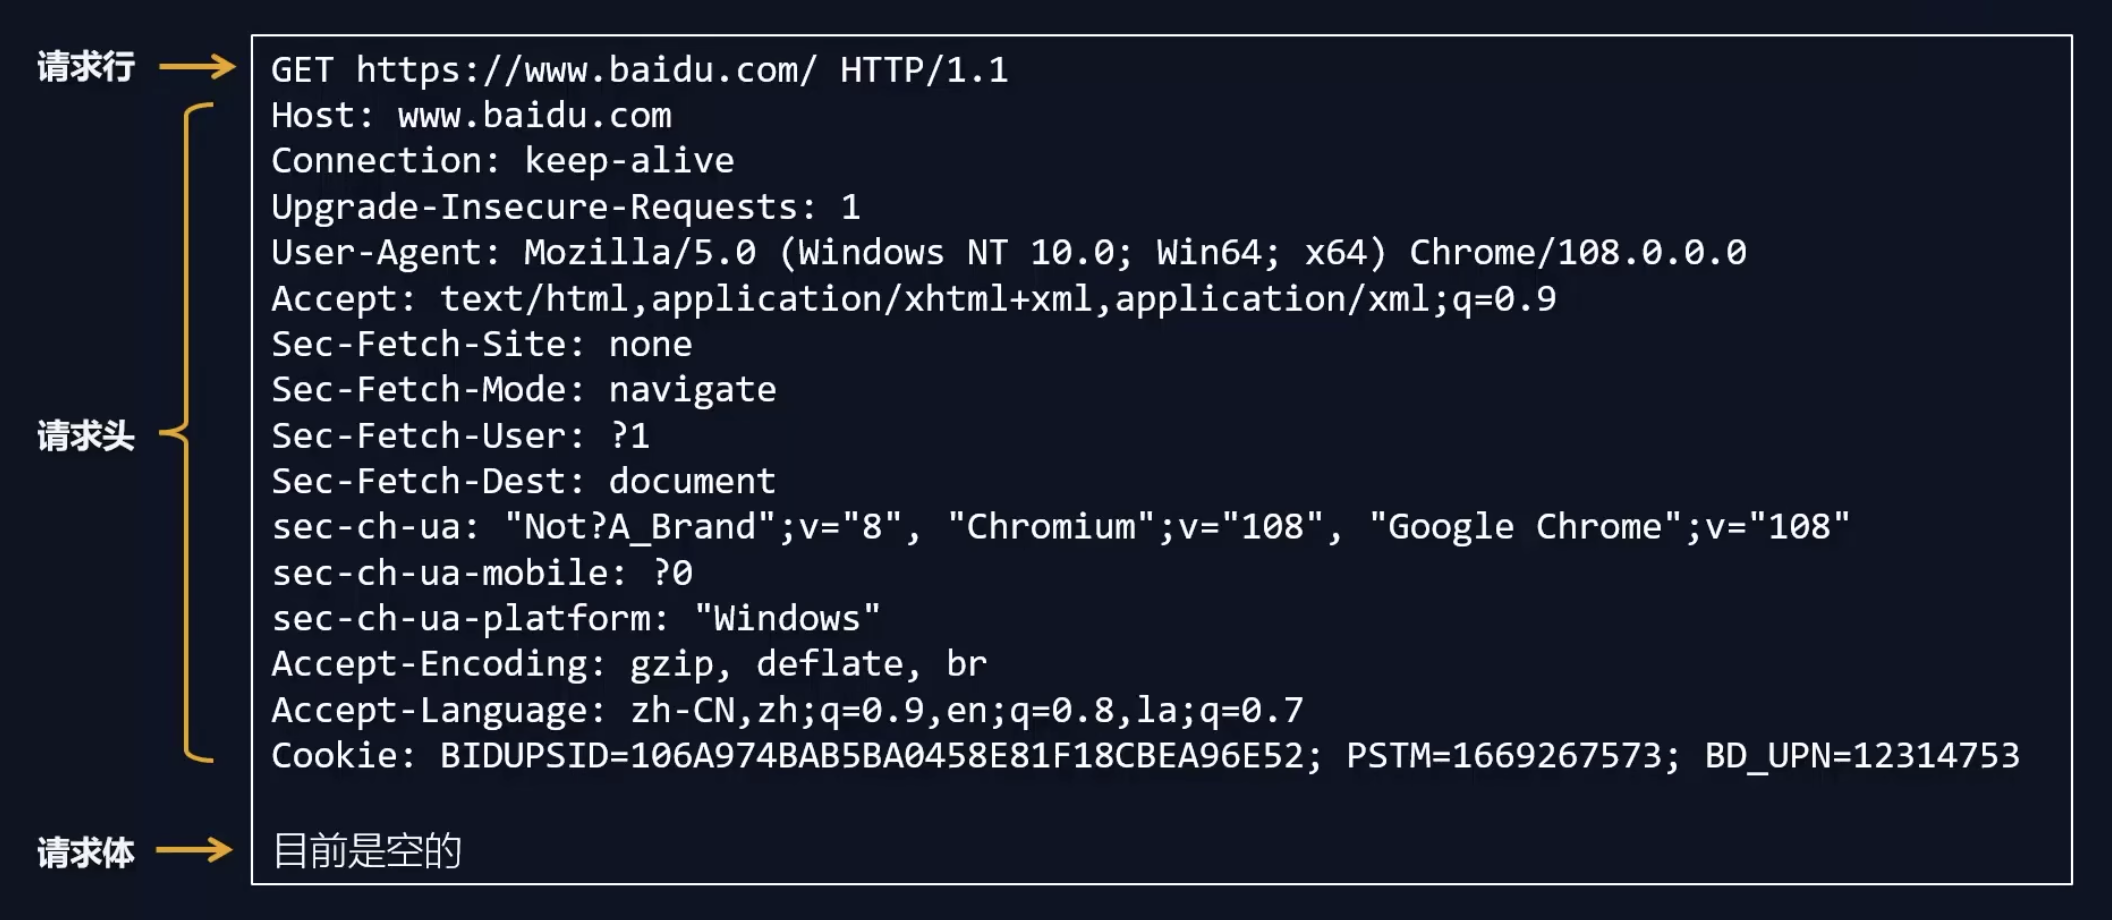 请求行
GET https://www.baidu.com/ HTTP/1.1
Host: www.baidu.com
Connection: keep-alive
Upgrade-Insecure-Requests: 1
User-Agent: Mozilla/5.0 (Windows NT 10.0; Win64; x64) Chrome/108.0.0.0
Accept: text/html,application/xhtml+xml,application/xml;q=0.9
Sec-Fetch-Site: none
Sec-Fetch-Mode: navigate
请求头
Sec-Fetch-User: ?1
Sec-Fetch-Dest: document
sec-ch-ua: "Not?A_Brand";v="8", "Chromium";v="108", "Google Chrome";v="108"
sec-ch-ua-mobile: ?0
sec-ch-ua-platform: "Windows"
Accept-Encoding: gzip, deflate, br
Accept-Language: zh-CN,zh;q=0.9,en;q=0.8,la;q=0.7
Cookie: BIDUPSID=106A974BAB5BA0458E81F18CBEA96E52; PSTM=1669267573; BD_UPN=12314753
请求体
目前是空的